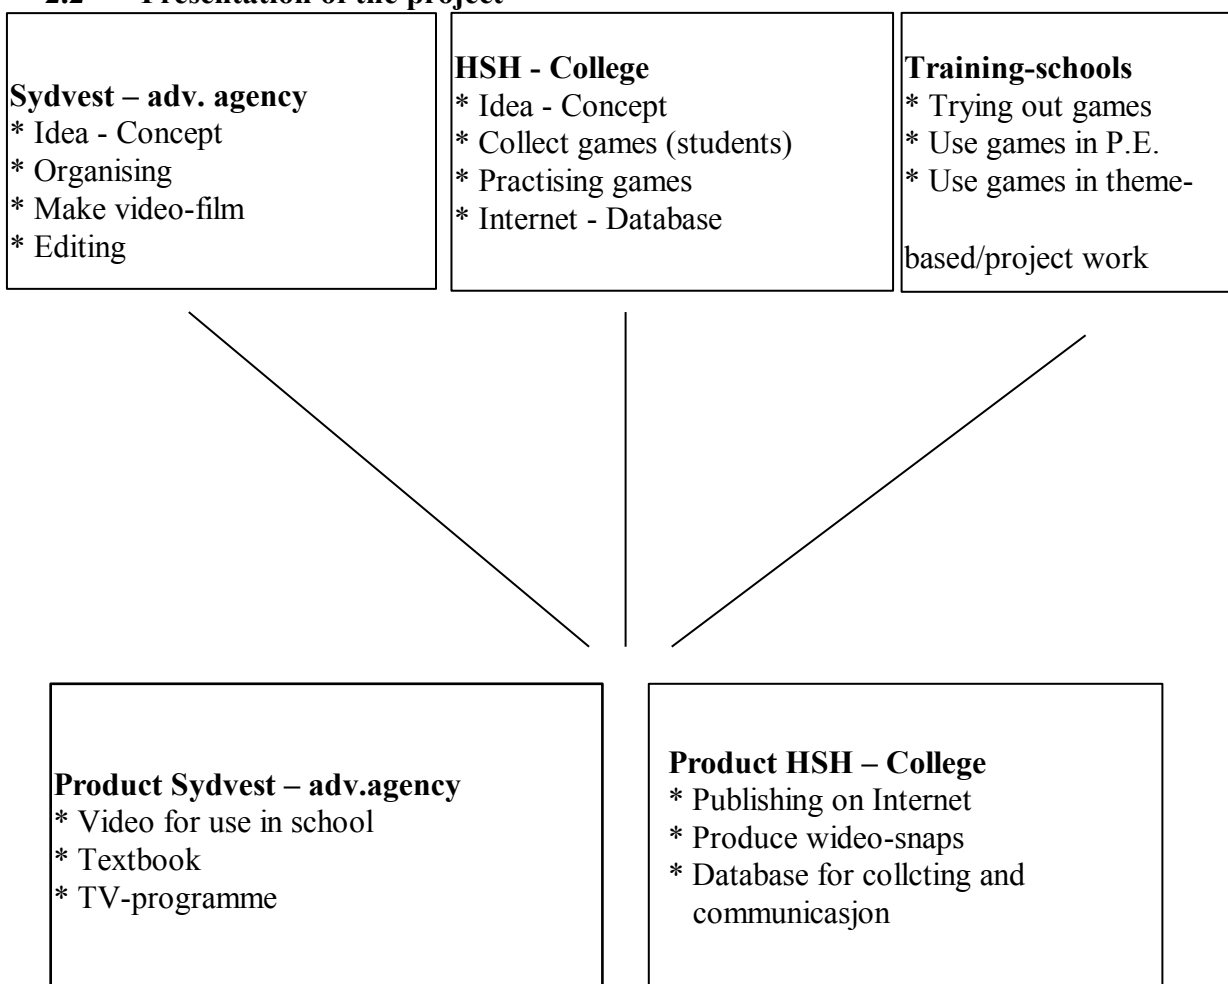 2.2 Presentation of the project
Sydvest – adv. agency
* Idea - Concept
* Organising
* Make video-film
* Editing
HSH - College
* Idea - Concept
* Collect games (students)
* Practising games
* Internet - Database
Training-schools
* Trying out games
* Use games in P.E.
* Use games in theme-
based/project work
Product Sydvest – adv.agency
* Video for use in school
* Textbook
* TV-programme
Product HSH – College
* Publishing on Internet
* Produce wideo-snaps
* Database for collcting and
communicasjon